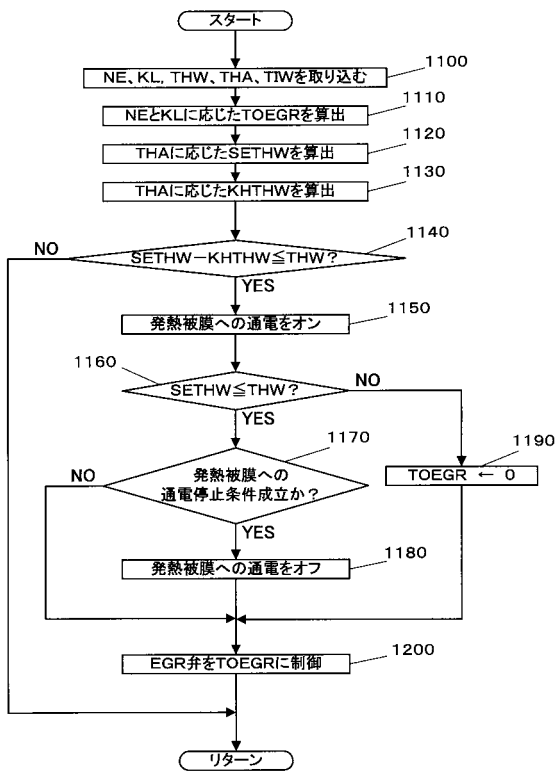 スタート
NE、KL, THW、THA、TIWを取り込む
1100
NEとKLに応じたTOEGRを算出
1110
THAに応じたSETHWを算出
1120
THAに応じたKHTHWを算出
1130
SETHW－KHTHW≦THW？
1140
NO
YES
発熱被膜への通電をオン
1150
SETHW≦THW？
1160
NO
YES
発熱被膜への
通電停止条件成立か？
1170
NO
YES
TOEGR ← 0
1190
発熱被膜への通電をオフ
1180
EGR弁をTOEGRに制御
1200
リターン